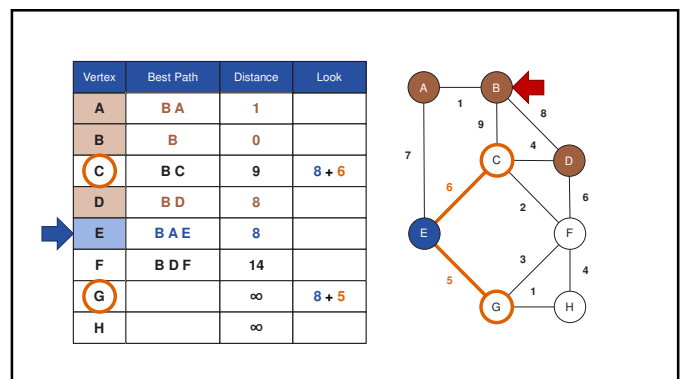 Vertex Best Path Distance Look
A B A 1
B B 0
C B C 9 8 + 6
D B D 8
E B A E 8
F B D F 14
G ∞ 8 + 5
H ∞
A B
1 8
9
4
7 C D
6 6
2
E F
3 4
5 1
G H